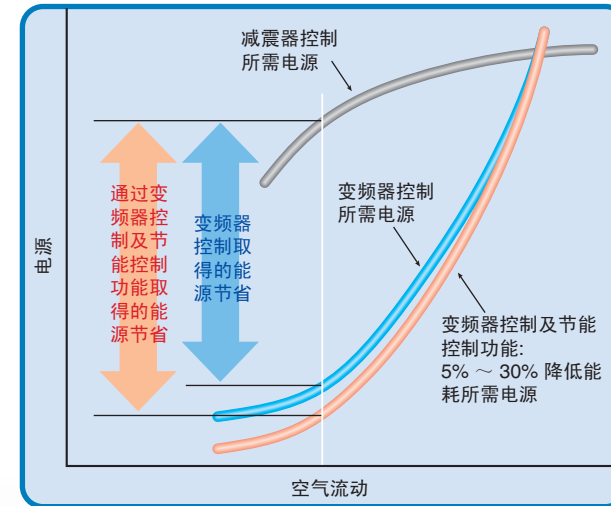 减震器控制
所需电源
变频器控制
所需电源
通过变
频器控
制及节
能控制
功能取
得的能
源节省
变频器
控制取
得的能
源节省
电源
变频器控制及节能
控制功能:
5% ～ 30% 降低能
耗所需电源
空气流动